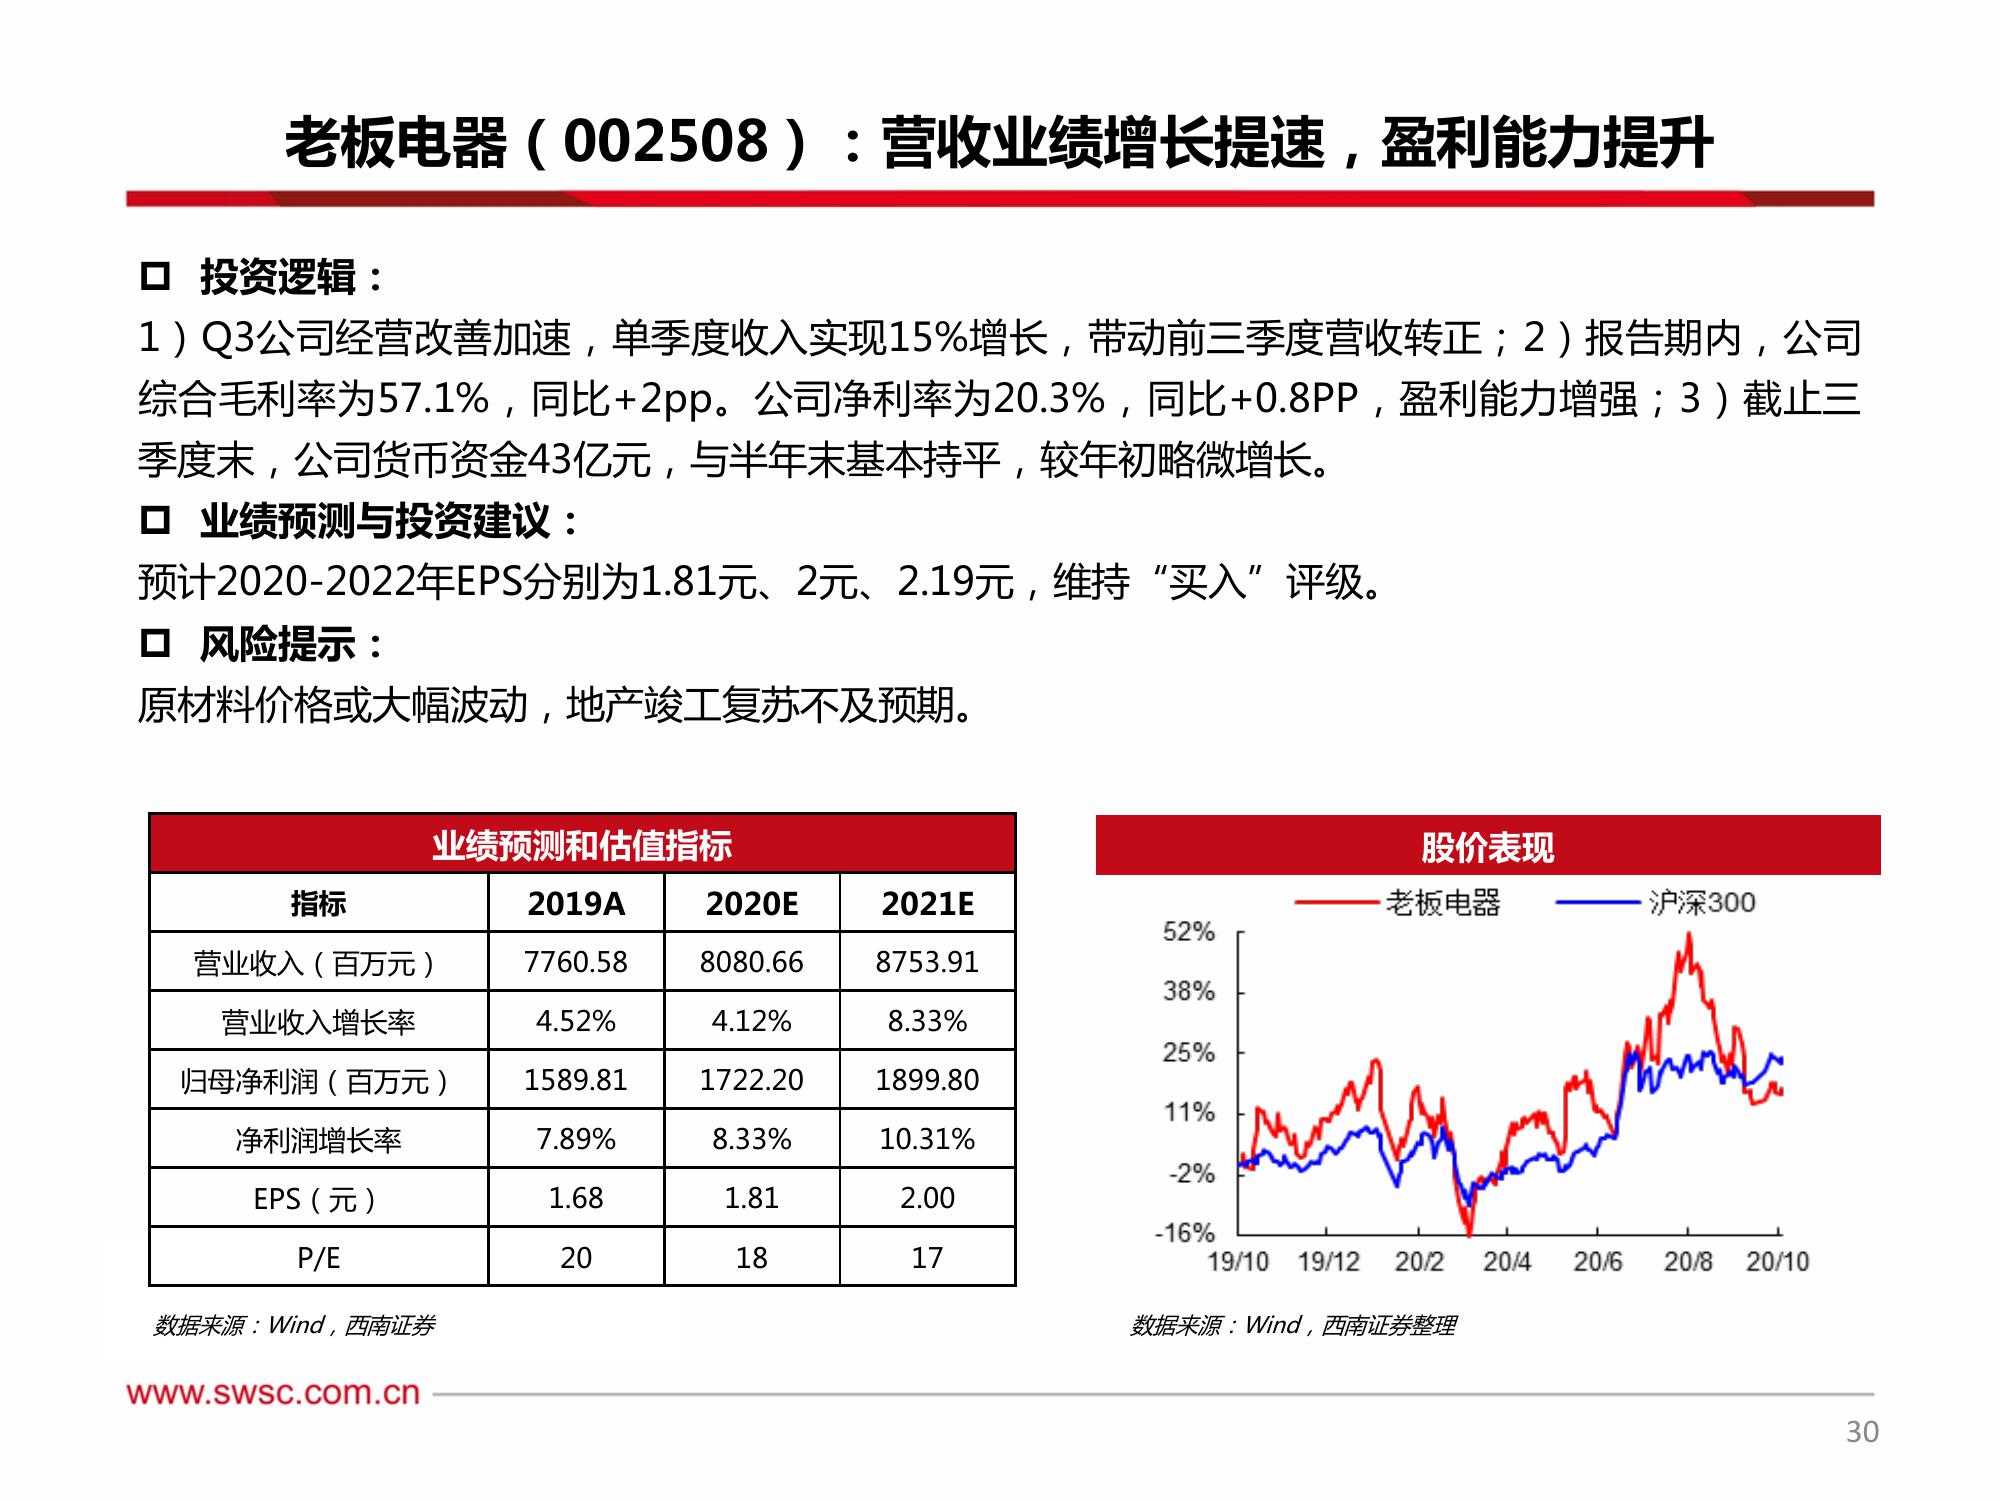 老板电器（002508）：营收业绩增长提速，盈利能力提升
投资逻辑：
1）Q3公司经营改善加速，单季度收入实现15%增长，带动前三季度营收转正；2）报告期内，公司
综合毛利率为57.1%，同比+2pp。公司净利率为20.3%，同比+0.8PP，盈利能力增强；3）截止三
季度末，公司货币资金43亿元，与半年末基本持平，较年初略微增长。
业绩预测与投资建议：
预计2020-2022年EPS分别为1.81元、2元、2.19元，维持“买入”评级。
风险提示：
原材料价格或大幅波动，地产竣工复苏不及预期。
业绩预测和估值指标
指标 2019A 2020E 2021E
营业收入（百万元） 7760.58 8080.66 8753.91
营业收入增长率 4.52% 4.12% 8.33%
归母净利润（百万元） 1589.81 1722.20 1899.80
净利润增长率 7.89% 8.33% 10.31%
EPS（元） 1.68 1.81 2.00
P/E 20 18 17
数据来源：Wind，西南证券
股价表现
老板电器 沪深300
52%
38%
25%
11%
-2%
-16%
19/10 19/12 20/2 20/4 20/6 20/8 20/10
数据来源：Wind，西南证券整理
www.swsc.com.cn
30